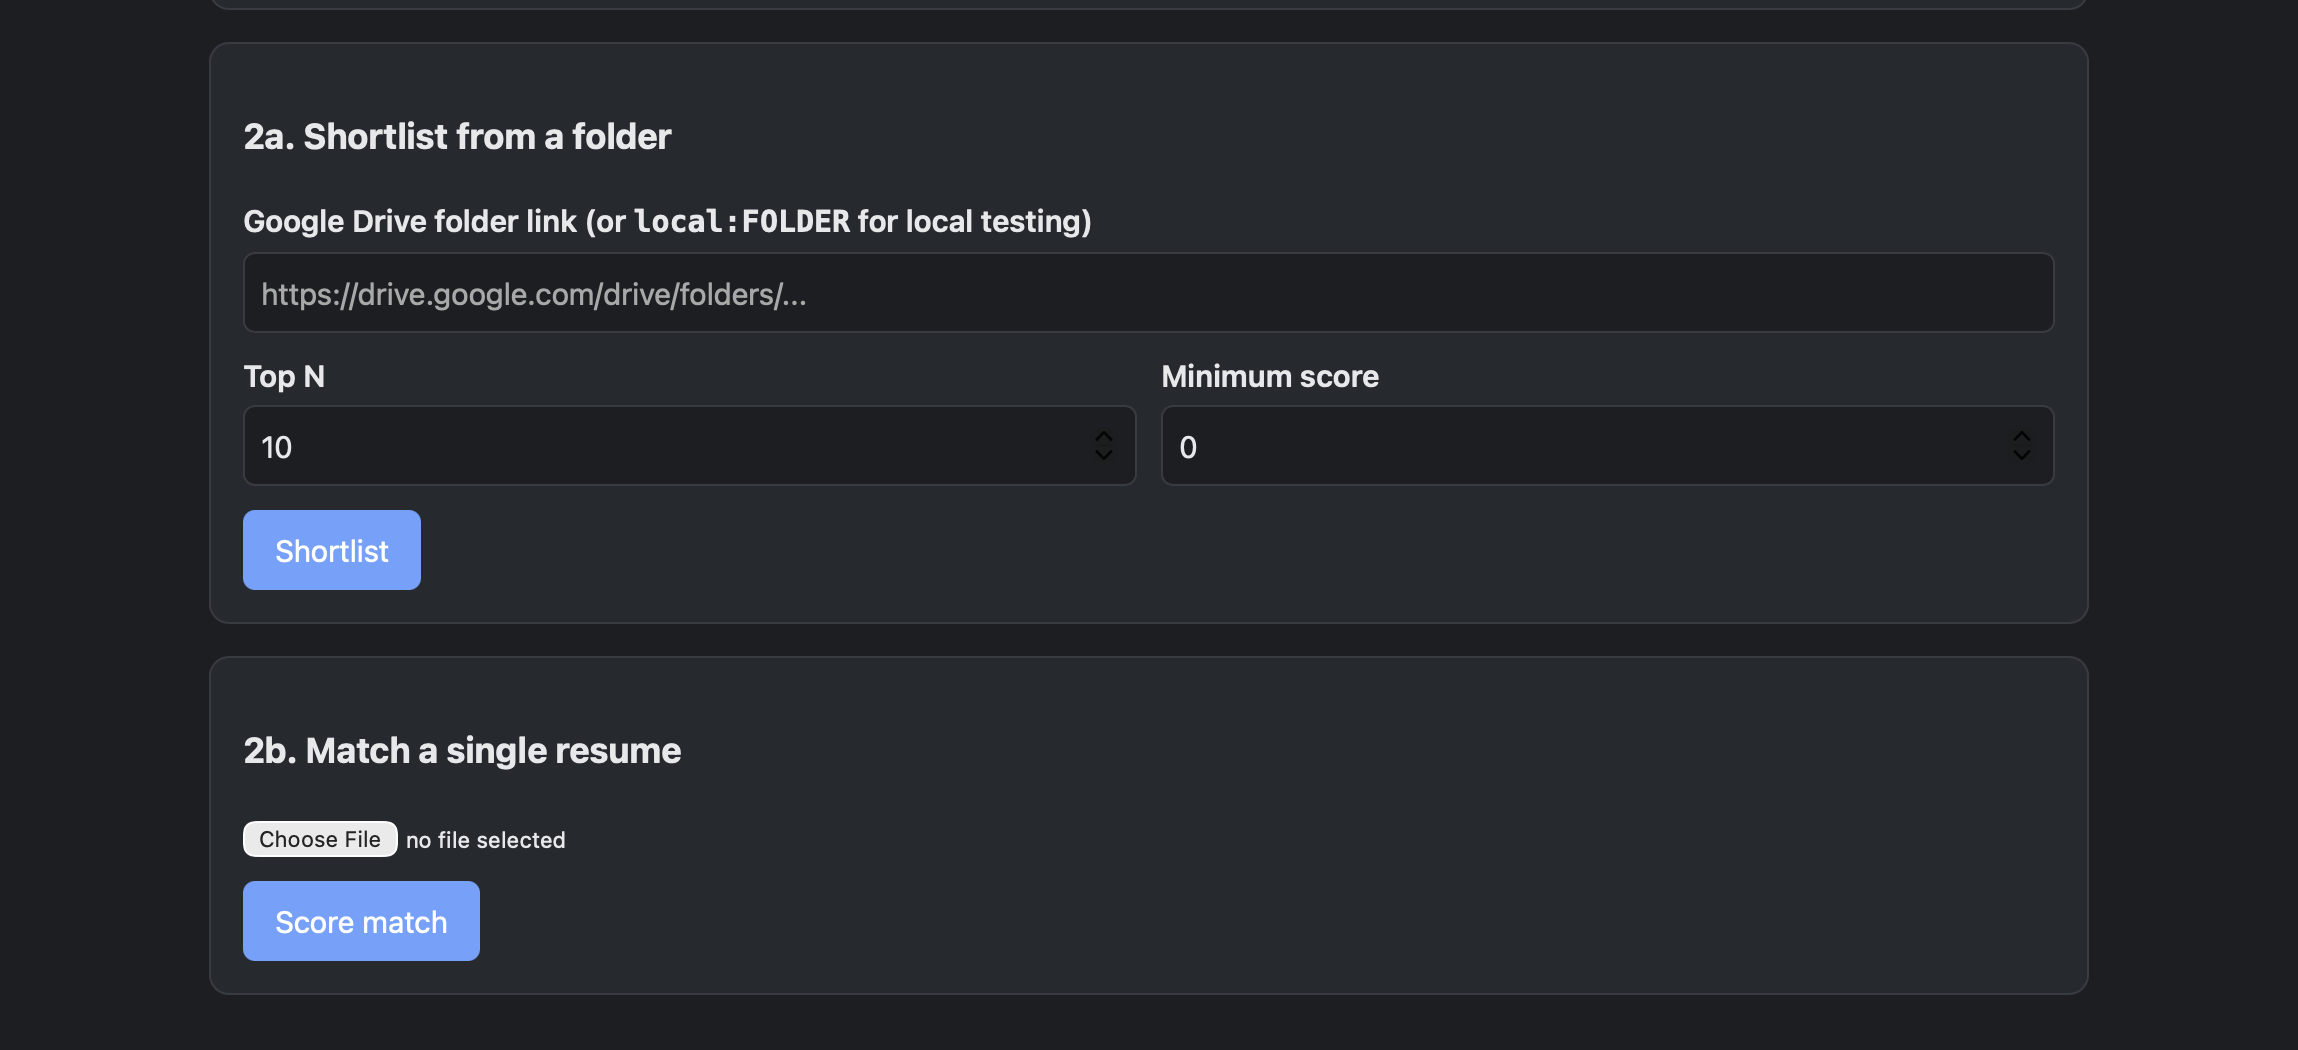 2a. Shortlist from a folder
Google Drive folder link (or local:FOLDER for local testing)
https://drive.google.com/drive/folders/...
Top N
Minimum score
10
0
Shortlist
2b. Match a single resume
Choose File no file selected
Score match